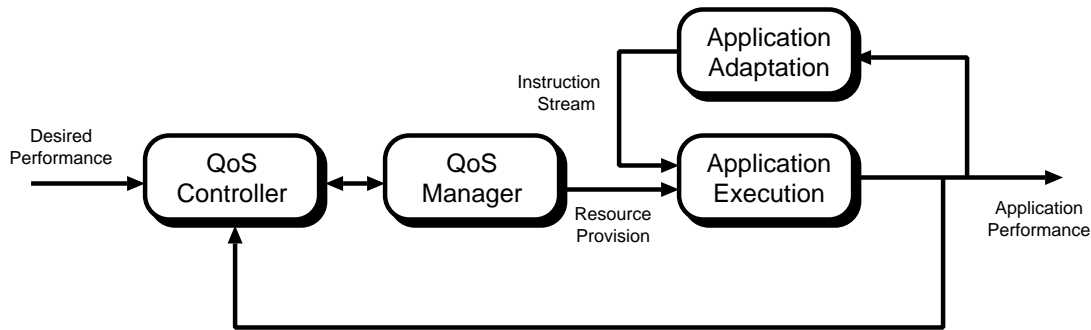 Application
Adaptation
Instruction
Stream
Desired
Performance
QoS
Controller
QoS
Manager
Application
Execution
Resource
Provision
Application
Performance